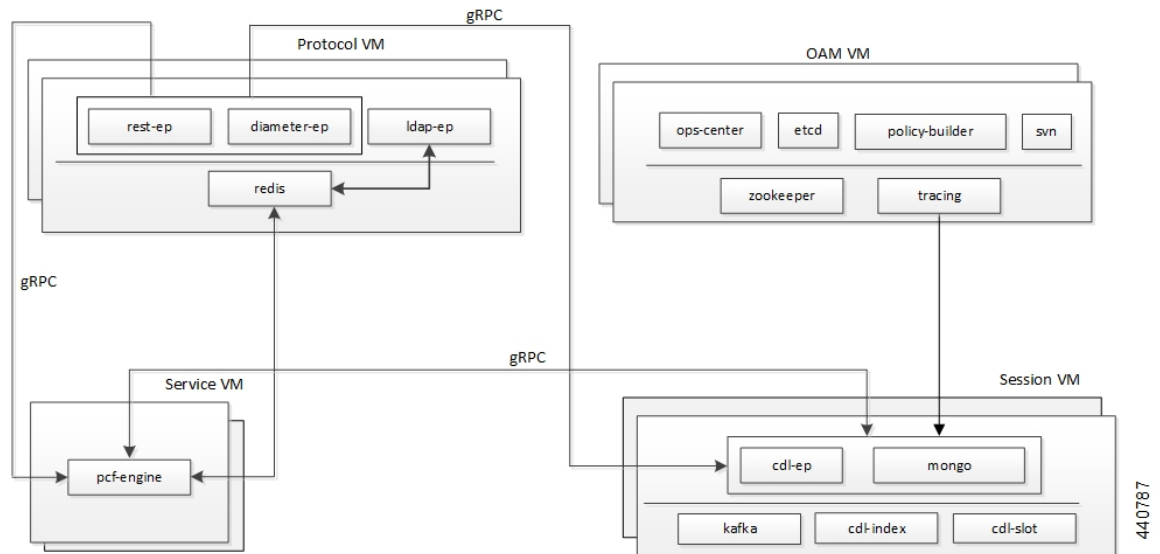 gRPC
Protocol VM
OAM VM
rest-ep
diameter-ep
ldap-ep
ops-center
etcd
policy-builder
svn
redis
zookeeper
tracing
gRPC
gRPC
Service VM
Session VM
pcf-engine
cdl-ep
mongo
kafka
cdl-index
cdl-slot
440787